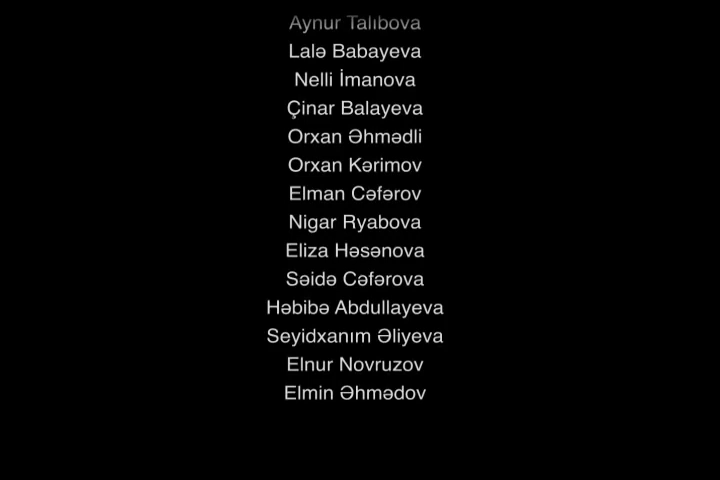 Aynur Talıbova
Lalə Babayeva
Nelli İmanova
Çinar Balayeva
Orxan Əhmədli
Orxan Kərimov
Elman Cəfərov
Nigar Ryabova
Eliza Həsənova
Səidə Cəfərova
Həbibə Abdullayeva
Seyidxanım Əliyeva
Elnur Novruzov
Elmin Əhmədov